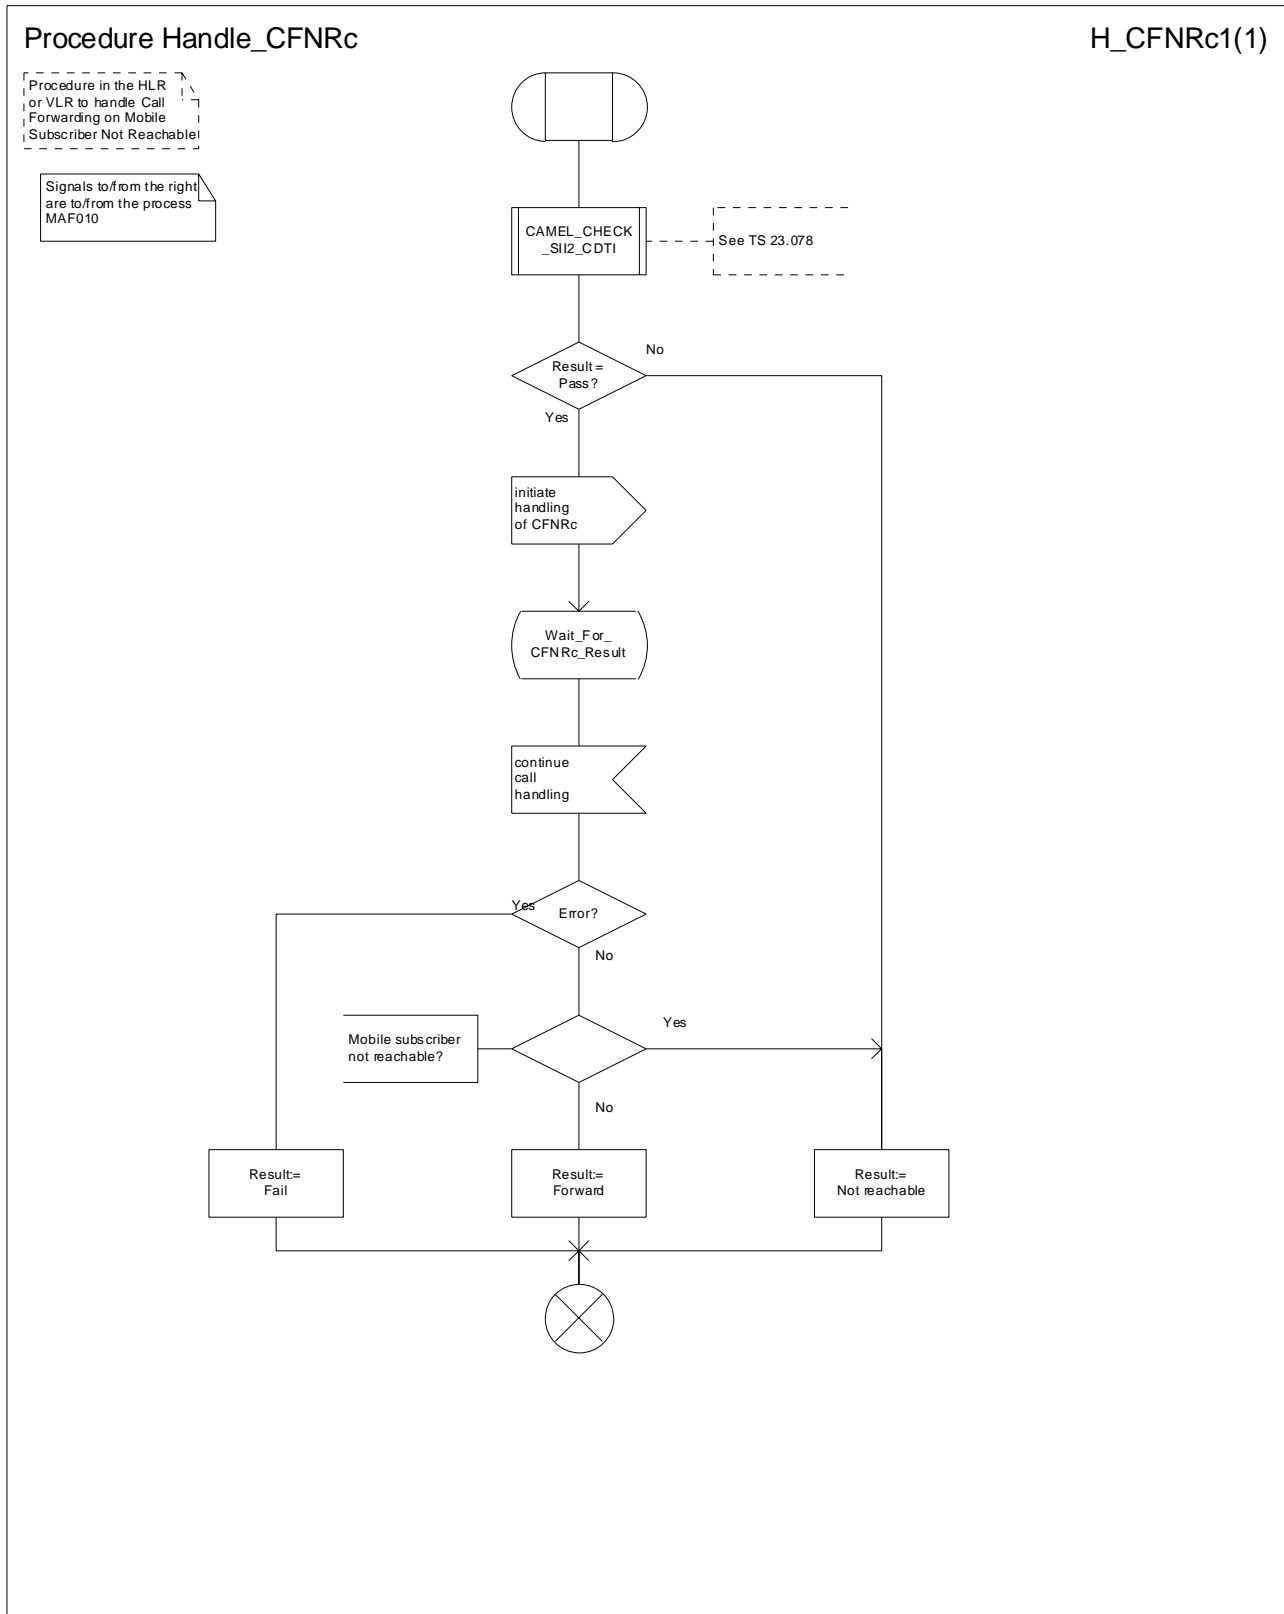 Procedure Handle_CFNRc
H_CFNRc1(1)
Procedure in the HLR
or VLR to handle Call
Forwarding on Mobile
Subscriber Not Reachable
Signals to/from the right
are to/from the process
MAF010
CAMEL_CHECK
_SII2_CDTI
See TS 23.078
Result =
Pass?
No
Yes
initiate
handling
of CFNRc
Wait_For_
CFNRc_Result
continue
call
handling
Yes
Error?
No
Mobile subscriber
not reachable?
Yes
No
Result:=
Fail
Result:=
Forward
Result:=
Not reachable